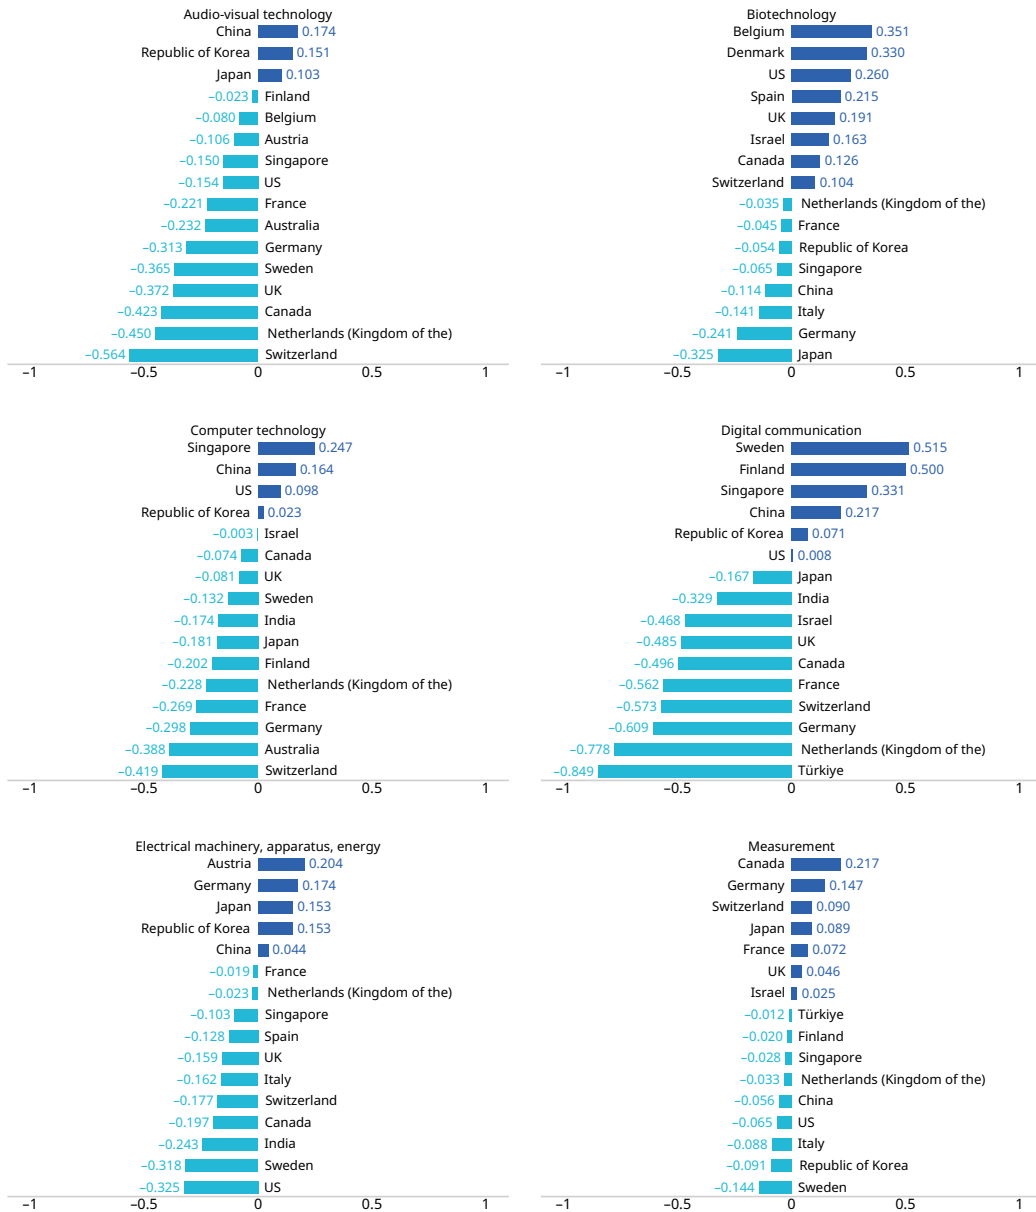 Audio-visual technology
China 0.174
Republic of Korea 0.151
Japan 0.103
–0.023 Finland
–0.080 Belgium
–0.106 Austria
–0.150 Singapore
–0.154 US
–0.221 France
–0.232 Australia
–0.313 Germany
–0.365 Sweden
–0.372 UK
–0.423 Canada
–0.450 Netherlands (Kingdom of the)
–0.564 Switzerland
–1 –0.5 0 0.5 1
Biotechnology
Belgium 0.351
Denmark 0.330
US 0.260
Spain 0.215
UK 0.191
Israel 0.163
Canada 0.126
Switzerland 0.104
–0.035 Netherlands (Kingdom of the)
–0.045 France
–0.054 Republic of Korea
–0.065 Singapore
–0.114 China
–0.141 Italy
–0.241 Germany
–0.325 Japan
–1 –0.5 0 0.5 1
Computer technology
Singapore 0.247
China 0.164
US 0.098
Republic of Korea 0.023
–0.003 Israel
–0.074 Canada
–0.081 UK
–0.132 Sweden
–0.174 India
–0.181 Japan
–0.202 Finland
–0.228 Netherlands (Kingdom of the)
–0.269 France
–0.298 Germany
–0.388 Australia
–0.419 Switzerland
–1 –0.5 0 0.5 1
Digital communication
Sweden 0.515
Finland 0.500
Singapore 0.331
China 0.217
Republic of Korea 0.071
US 0.008
–0.167 Japan
–0.329 India
–0.468 Israel
–0.485 UK
–0.496 Canada
–0.562 France
–0.573 Switzerland
–0.609 Germany
–0.778 Netherlands (Kingdom of the)
–0.849 Türkiye
–1 –0.5 0 0.5 1
Electrical machinery, apparatus, energy
Austria 0.204
Germany 0.174
Japan 0.153
Republic of Korea 0.153
China 0.044
–0.019 France
–0.023 Netherlands (Kingdom of the)
–0.103 Singapore
–0.128 Spain
–0.159 UK
–0.162 Italy
–0.177 Switzerland
–0.197 Canada
–0.243 India
–0.318 Sweden
–0.325 US
–1 –0.5 0 0.5 1
Measurement
Canada 0.217
Germany 0.147
Switzerland 0.090
Japan 0.089
France 0.072
UK 0.046
Israel 0.025
–0.012 Türkiye
–0.020 Finland
–0.028 Singapore
–0.033 Netherlands (Kingdom of the)
–0.056 China
–0.065 US
–0.088 Italy
–0.091 Republic of Korea
–0.144 Sweden
–1 –0.5 0 0.5 1